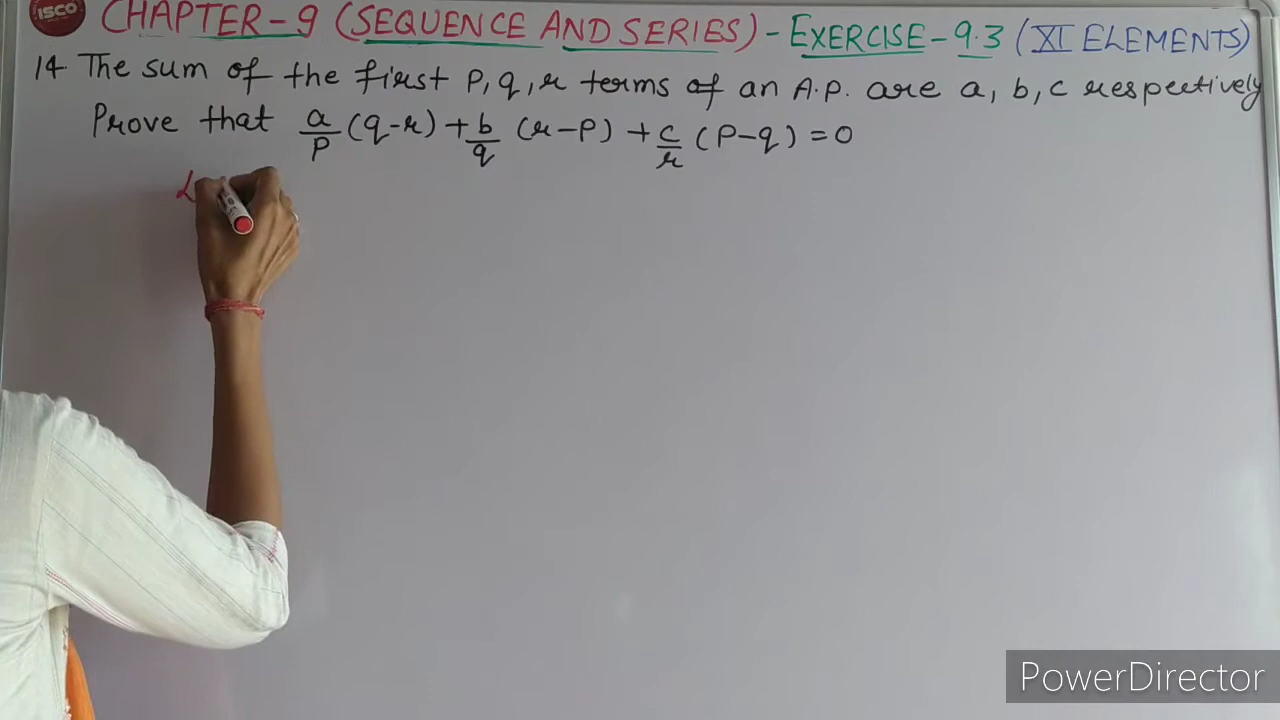 ISCO
CHAPTER-9 (SEQUENCE AND SERIES) - EXERCISE-9.3 (XI ELEMENTS)
14. The sum of the first P, q, r terms of an A.P. are a, b, c respectively
Prove that a/P (q-r) + b/q (r-P) + c/r (P-q) = 0
L
PowerDirector